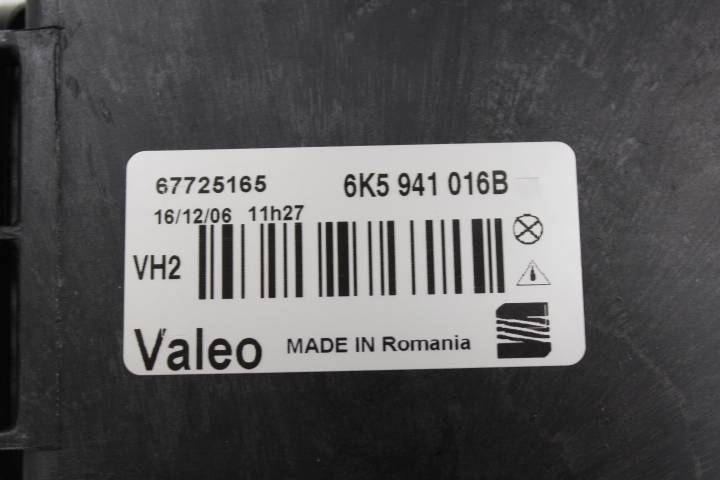 67725165 6K5 941 016B
16/12/06 11h27
VH2
Valeo MADE IN Romania